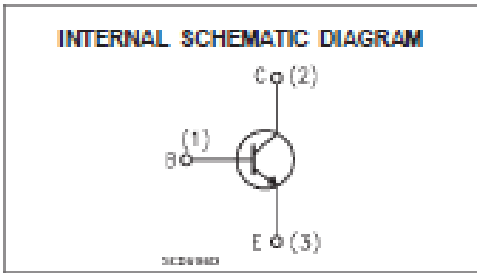 INTERNAL SCHEMATIC DIAGRAM
C (2)
(1)
B
E (3)